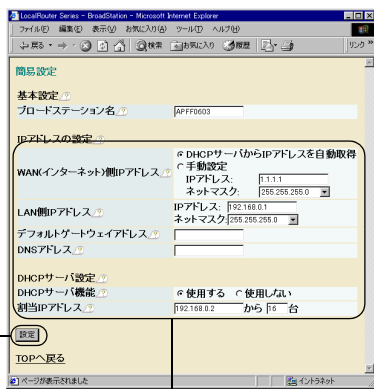 LocalRouter Series - BroadStation - Microsoft Internet Explorer
ファイル(F) 編集(E) 表示(V) お気に入り(A) ツール(T) ヘルプ(H)
戻る 検索 お気に入り 履歴 リンク »
簡易設定
基本設定 ?
ブロードステーション名 ? APFF0603
IPアドレスの設定 ?
WAN(インターネット)側IPアドレス ? DHCPサーバからIPアドレスを自動取得
手動設定
IPアドレス: 1.1.1.1
ネットマスク: 255.255.255.0
LAN側IPアドレス ? IPアドレス: 192.168.0.1
ネットマスク: 255.255.255.0
デフォルトゲートウェイアドレス ?
DNSアドレス ?
DHCPサーバ設定 ?
DHCPサーバ機能 ? 使用する 使用しない
割当IPアドレス ? 192.168.0.2 から 16 台
設定
TOPへ戻る
ページが表示されました イントラネット